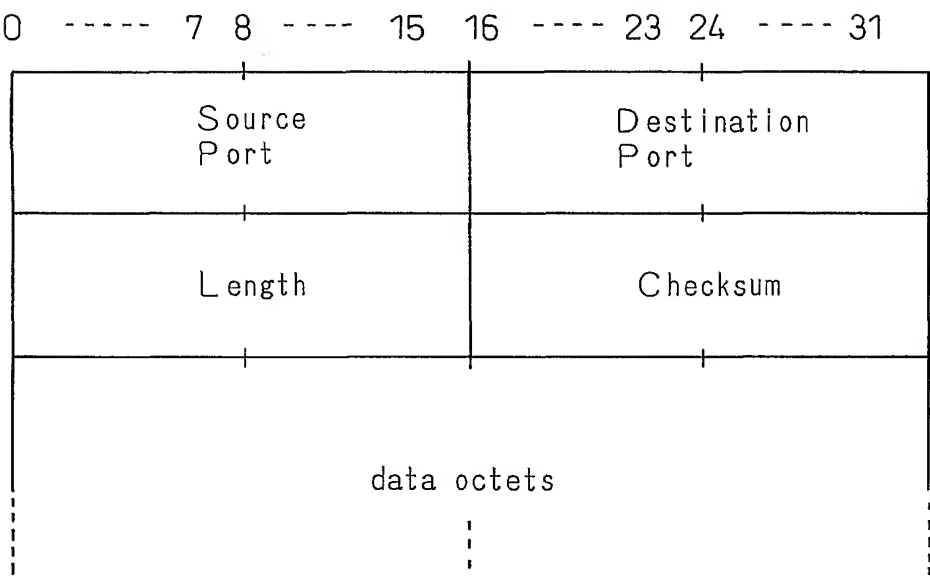 0 ----- 7 8 ---- 15 16 ---- 23 24 ---- 31
Source
Port
Destination
Port
Length
Checksum
data octets